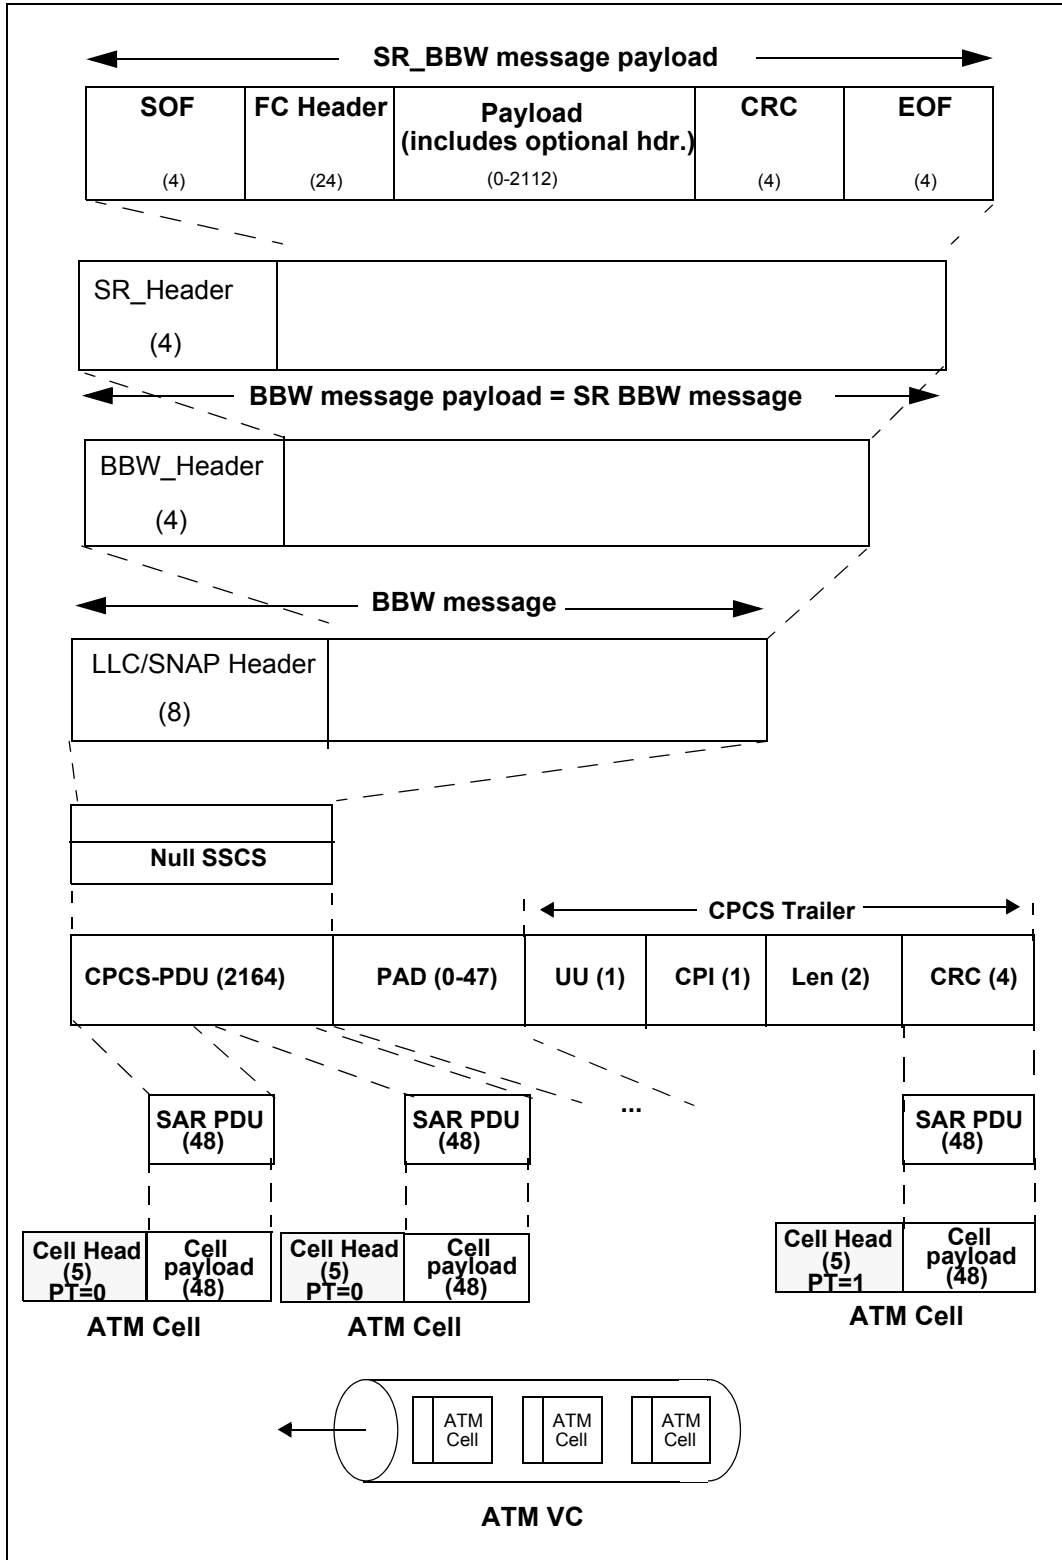 SR_BBW message payload
SOF
FC Header
Payload
(includes optional hdr.)
CRC
EOF
(4)
(24)
(0-2112)
(4)
(4)
SR_Header
(4)
BBW message payload = SR BBW message
BBW_Header
(4)
BBW message
LLC/SNAP Header
(8)
Null SSCS
CPCS Trailer
CPCS-PDU (2164)
PAD (0-47)
UU (1)
CPI (1)
Len (2)
CRC (4)
...
SAR PDU
(48)
SAR PDU
(48)
SAR PDU
(48)
Cell Head
(5)
PT=0
Cell
payload
(48)
Cell Head
(5)
PT=0
Cell
payload
(48)
Cell Head
(5)
PT=1
Cell
payload
(48)
ATM Cell
ATM Cell
ATM Cell
ATM
Cell
ATM
Cell
ATM
Cell
ATM VC